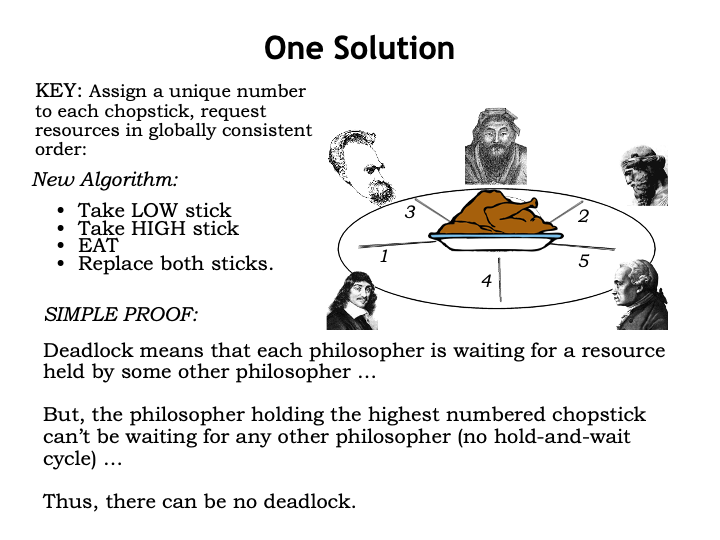 One Solution
KEY: Assign a unique number
to each chopstick, request
resources in globally consistent
order:
New Algorithm:
• Take LOW stick
• Take HIGH stick
• EAT
• Replace both sticks.
3
2
1
5
4
SIMPLE PROOF:
Deadlock means that each philosopher is waiting for a resource
held by some other philosopher …
But, the philosopher holding the highest numbered chopstick
can’t be waiting for any other philosopher (no hold-and-wait
cycle) …
Thus, there can be no deadlock.